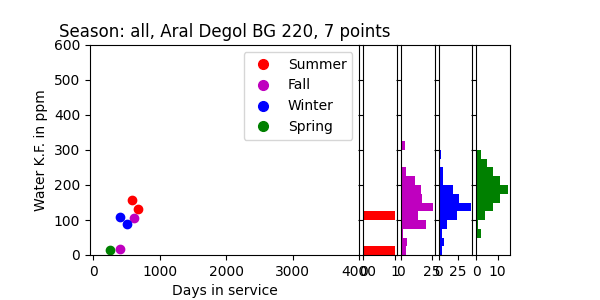 Season: all, Aral Degol BG 220, 7 points
Water K.F. in ppm
600
500
400
300
200
100
0
Summer
Fall
Winter
Spring
0 1000 2000 3000 4000
0 1
0 25
0 25
0 10
Days in service